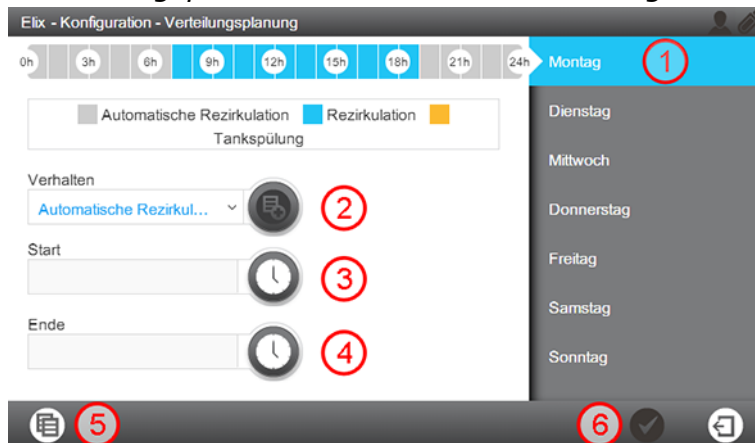 Elix - Konfiguration - Verteilungsplanung
0h 3h 6h 9h 12h 15h 18h 21h 24h
Montag
1
Automatische Rezirkulation Rezirkulation
Tankspülung
Dienstag
Mittwoch
Verhalten
Automatische Rezirkul...
2
Donnerstag
Start
3
Freitag
Samstag
Ende
4
Sonntag
5
6